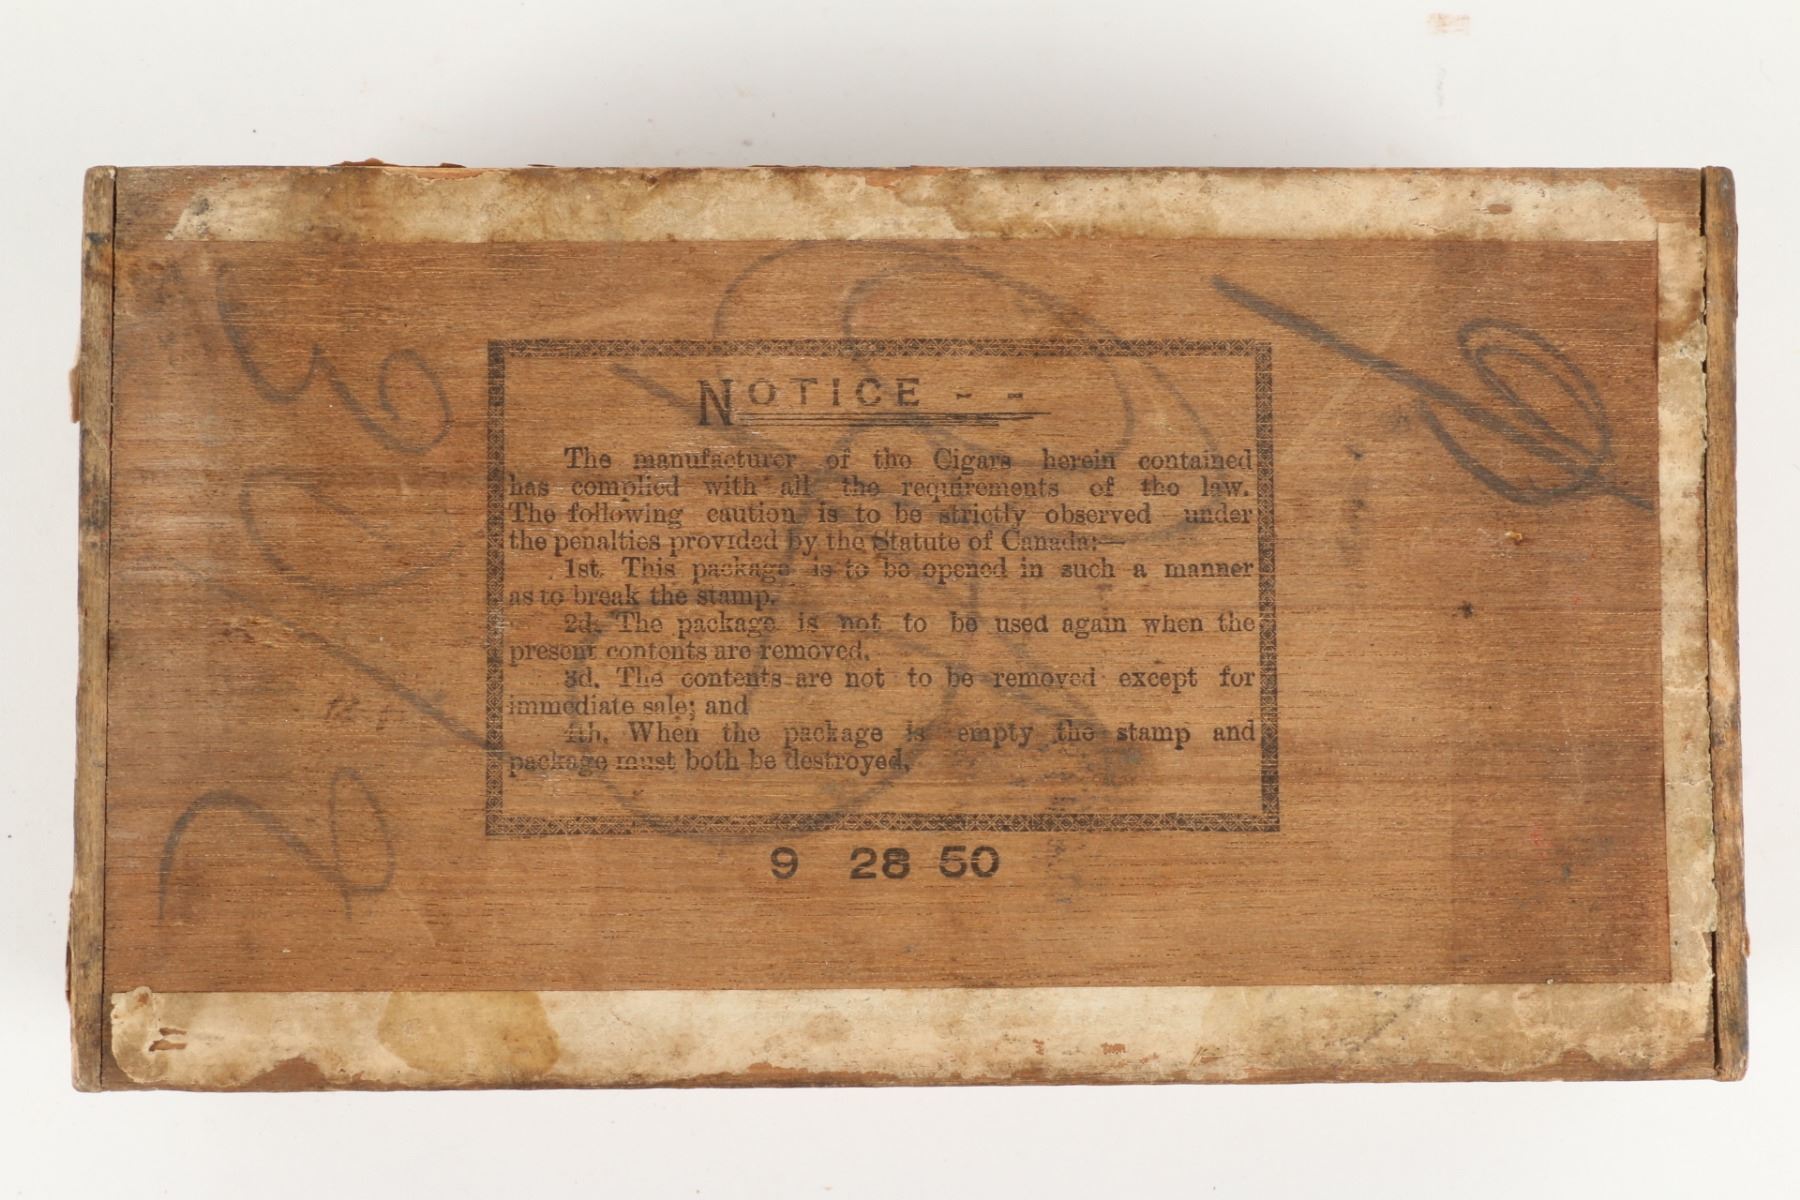 NOTICE - -
The manufacturer of the Cigars herein contained
has complied with all the requirements of the law.
The following caution is to be strictly observed under
the penalties provided by the Statute of Canada:—
1st. This package is to be opened in such a manner
as to break the stamp.
2d. The package is not to be used again when the
present contents are removed.
3d. The contents are not to be removed except for
immediate sale; and
4th. When the package is empty the stamp and
package must both be destroyed.
9 28 50